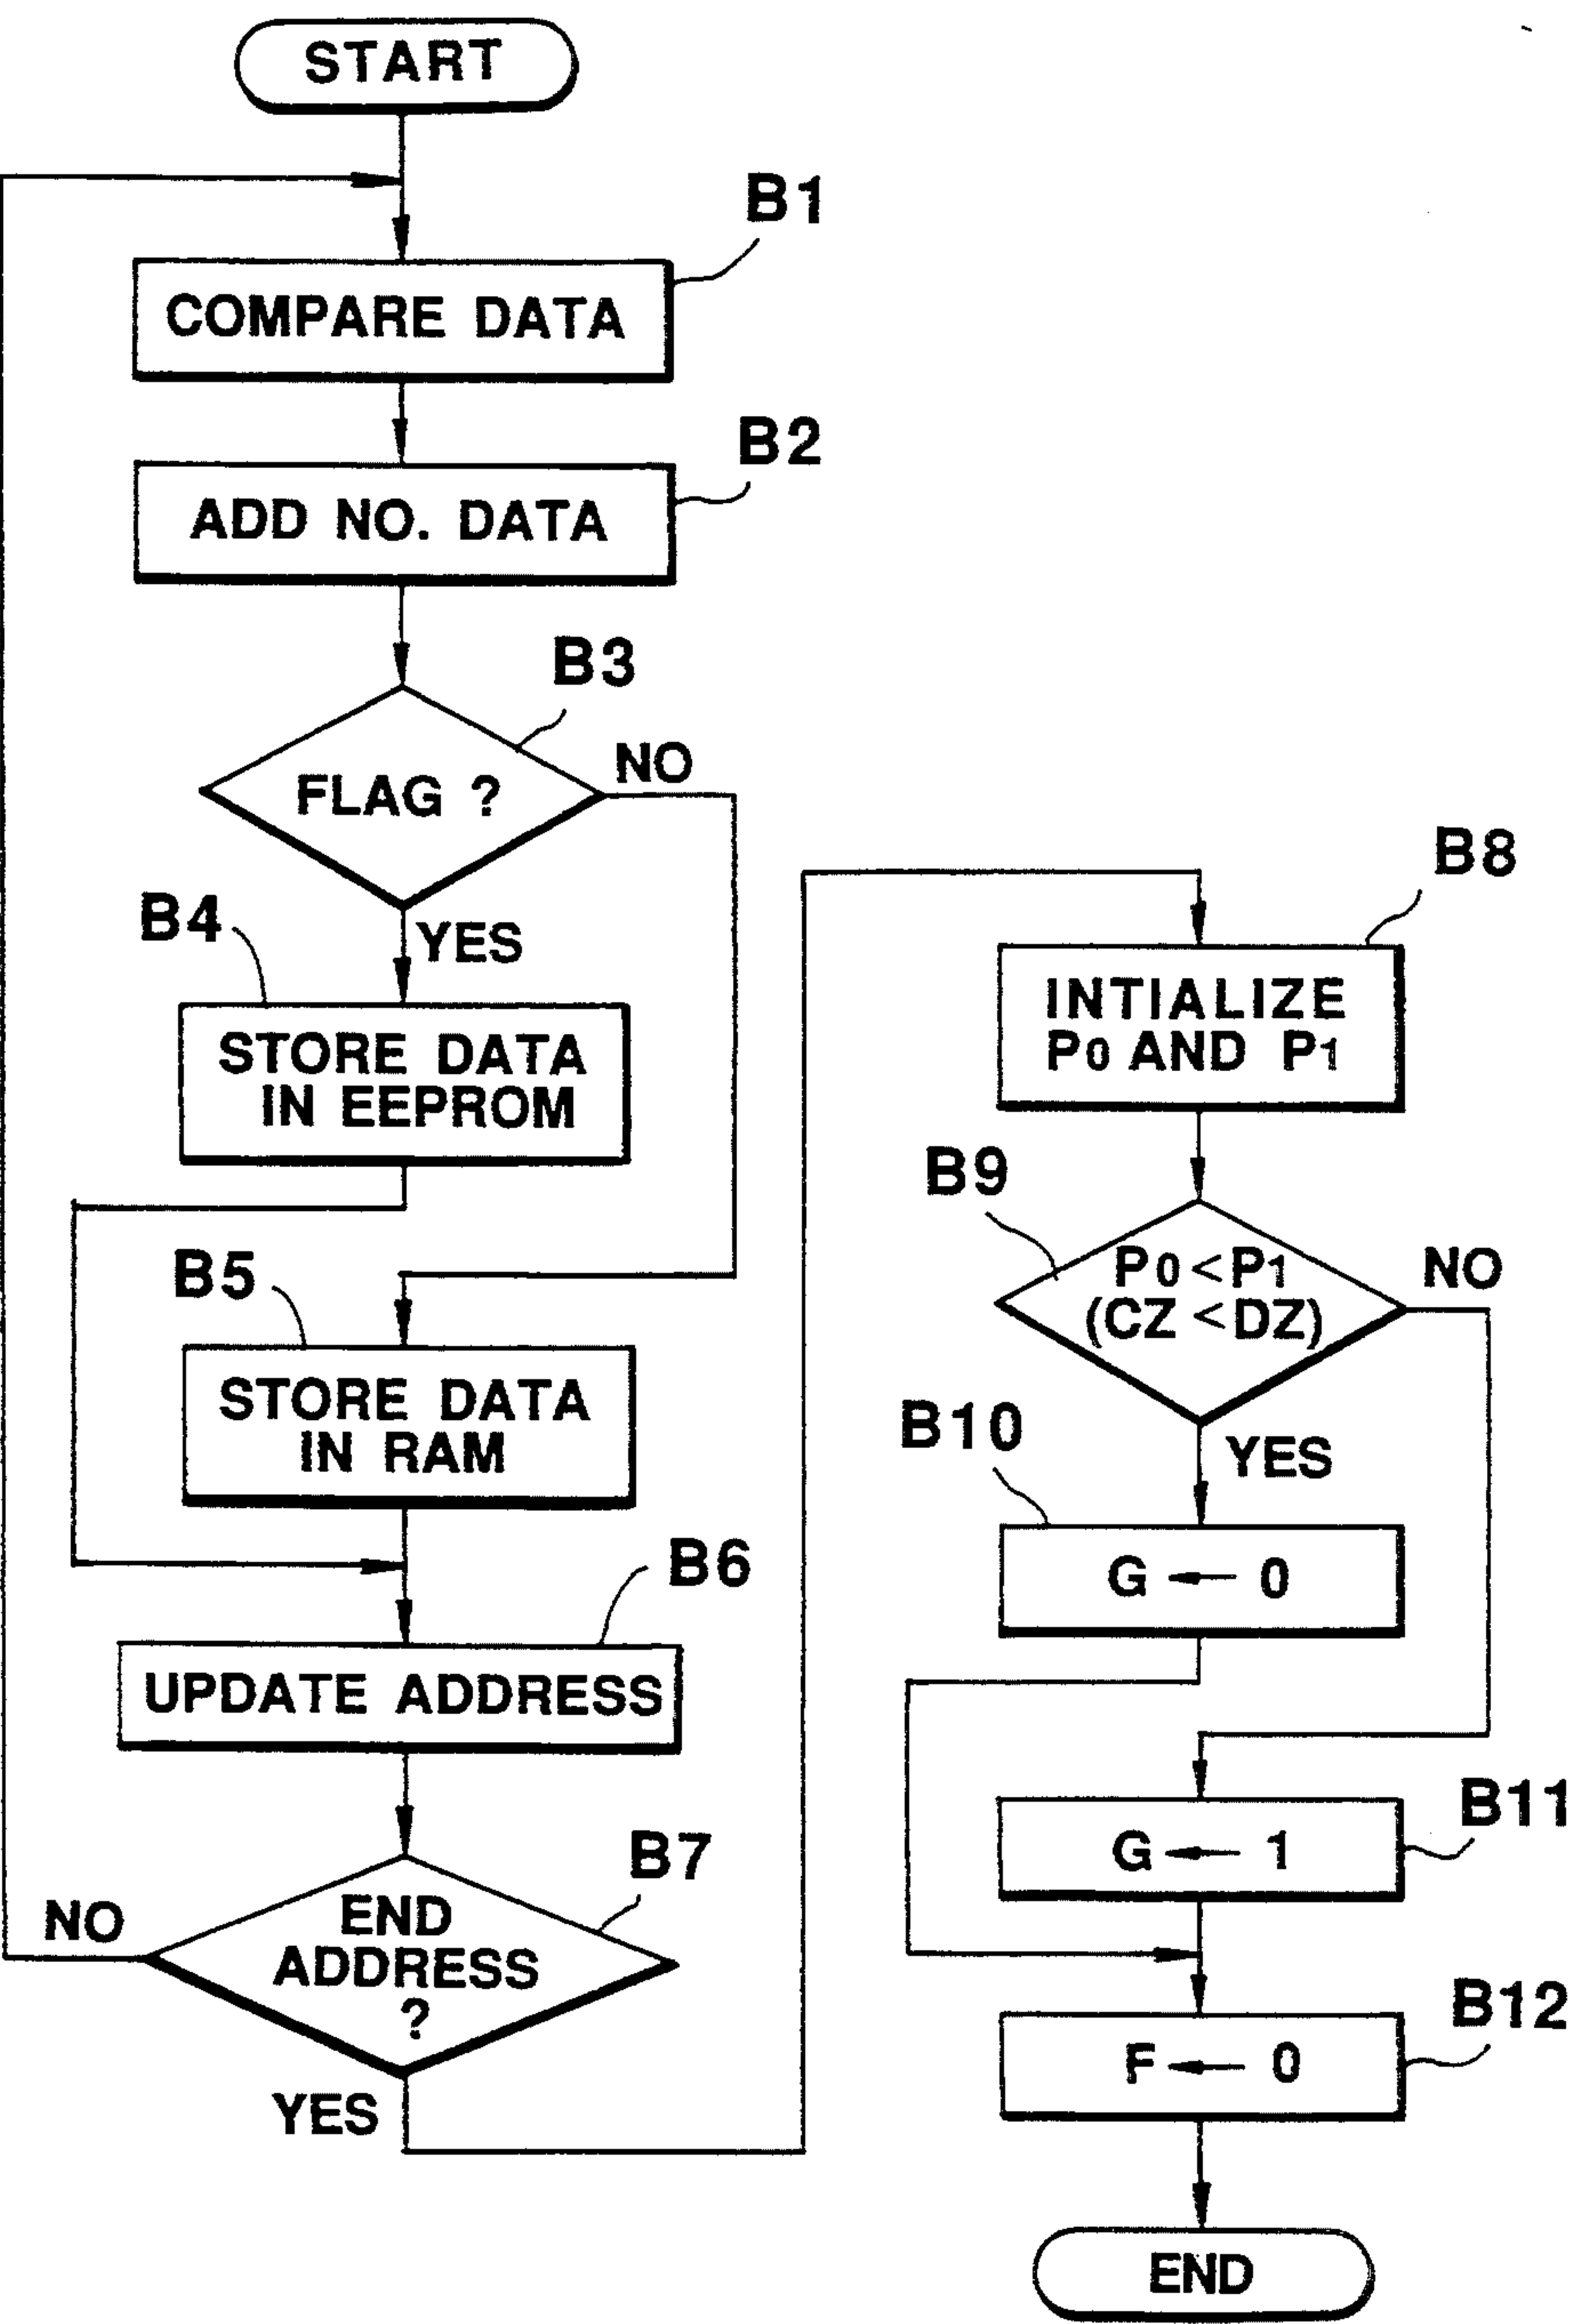 START
B1
COMPARE DATA
B2
ADD NO. DATA
B3
FLAG ?
NO
B4
YES
STORE DATA
IN EEPROM
B5
STORE DATA
IN RAM
B6
UPDATE ADDRESS
B7
NO
END
ADDRESS
?
YES
B8
INTIALIZE
P0 AND P1
B9
P0 < P1
(CZ < DZ)
NO
B10
YES
G ← 0
B11
G ← 1
B12
F ← 0
END